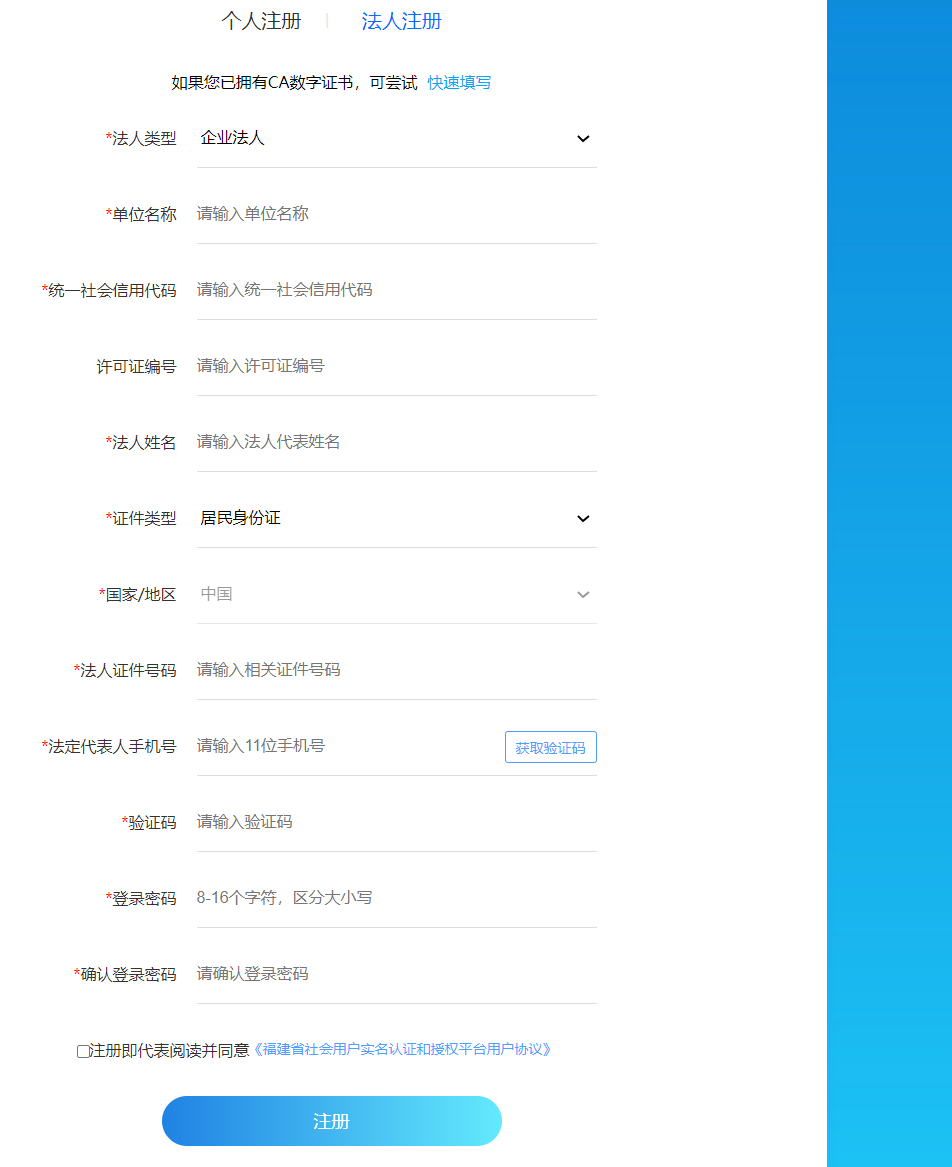 个人注册 | 法人注册
如果您已拥有CA数字证书，可尝试 快速填写
*法人类型 企业法人
*单位名称 请输入单位名称
*统一社会信用代码 请输入统一社会信用代码
许可证编号 请输入许可证编号
*法人姓名 请输入法人代表姓名
*证件类型 居民身份证
*国家/地区 中国
*法人证件号码 请输入相关证件号码
*法定代表人手机号 请输入11位手机号 获取验证码
*验证码 请输入验证码
*登录密码 8-16个字符，区分大小写
*确认登录密码 请确认登录密码
注册即代表阅读并同意《福建省社会用户实名认证和授权平台用户协议》
注册